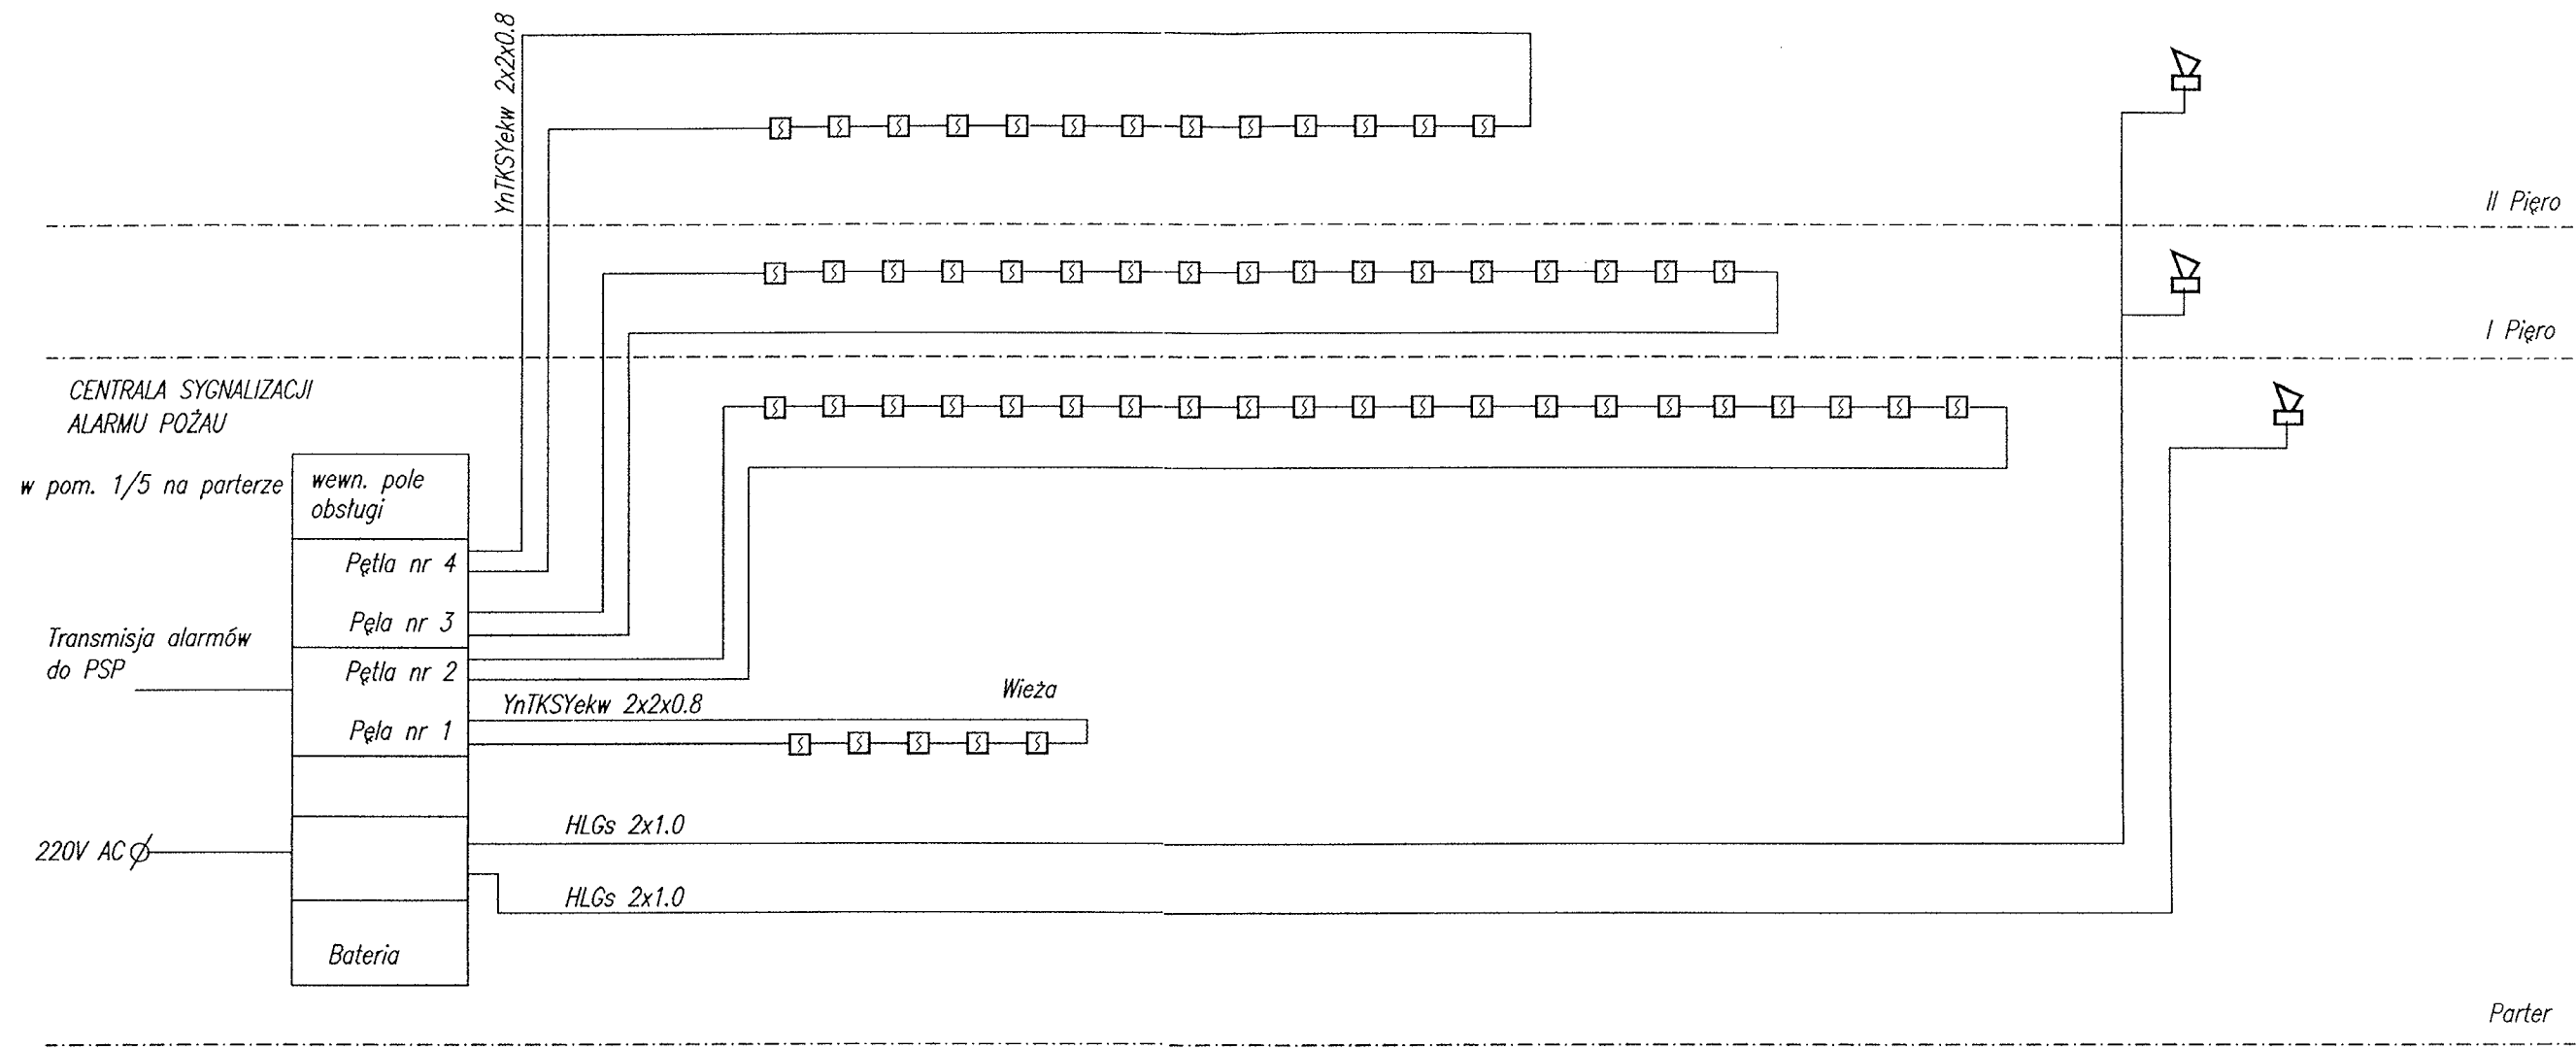 YnTKSYekw 2x2x0.8
II Pięro
I Pięro
CENTRALA SYGNALIZACJI
ALARMU POŻAU
w pom. 1/5 na parterze
wewn. pole
obsługi
Pętla nr 4
Pęla nr 3
Transmisja alarmów
do PSP
Pętla nr 2
YnTKSYekw 2x2x0.8
Wieża
Pęla nr 1
HLGs 2x1.0
220V AC
HLGs 2x1.0
Bateria
Parter